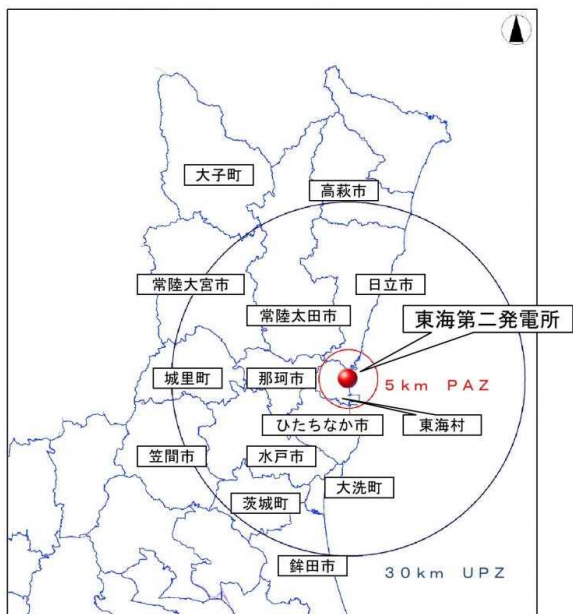 大子町
高萩市
常陸大宮市
日立市
常陸太田市
東海第二発電所
城里町
那珂市
5km PAZ
ひたちなか市
東海村
笠間市
水戸市
大洗町
茨城町
鉾田市
30km UPZ